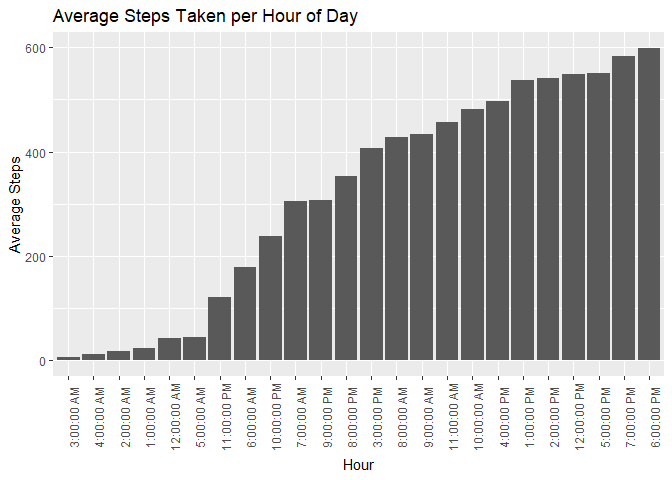 Average Steps Taken per Hour of Day
600
400
200
0
Average Steps
3:00:00 AM
4:00:00 AM
2:00:00 AM
1:00:00 AM
12:00:00 AM
5:00:00 AM
11:00:00 PM
6:00:00 AM
10:00:00 PM
7:00:00 AM
9:00:00 PM
8:00:00 PM
3:00:00 PM
8:00:00 AM
9:00:00 AM
11:00:00 AM
10:00:00 AM
4:00:00 PM
1:00:00 PM
2:00:00 PM
12:00:00 PM
5:00:00 PM
7:00:00 PM
6:00:00 PM
Hour